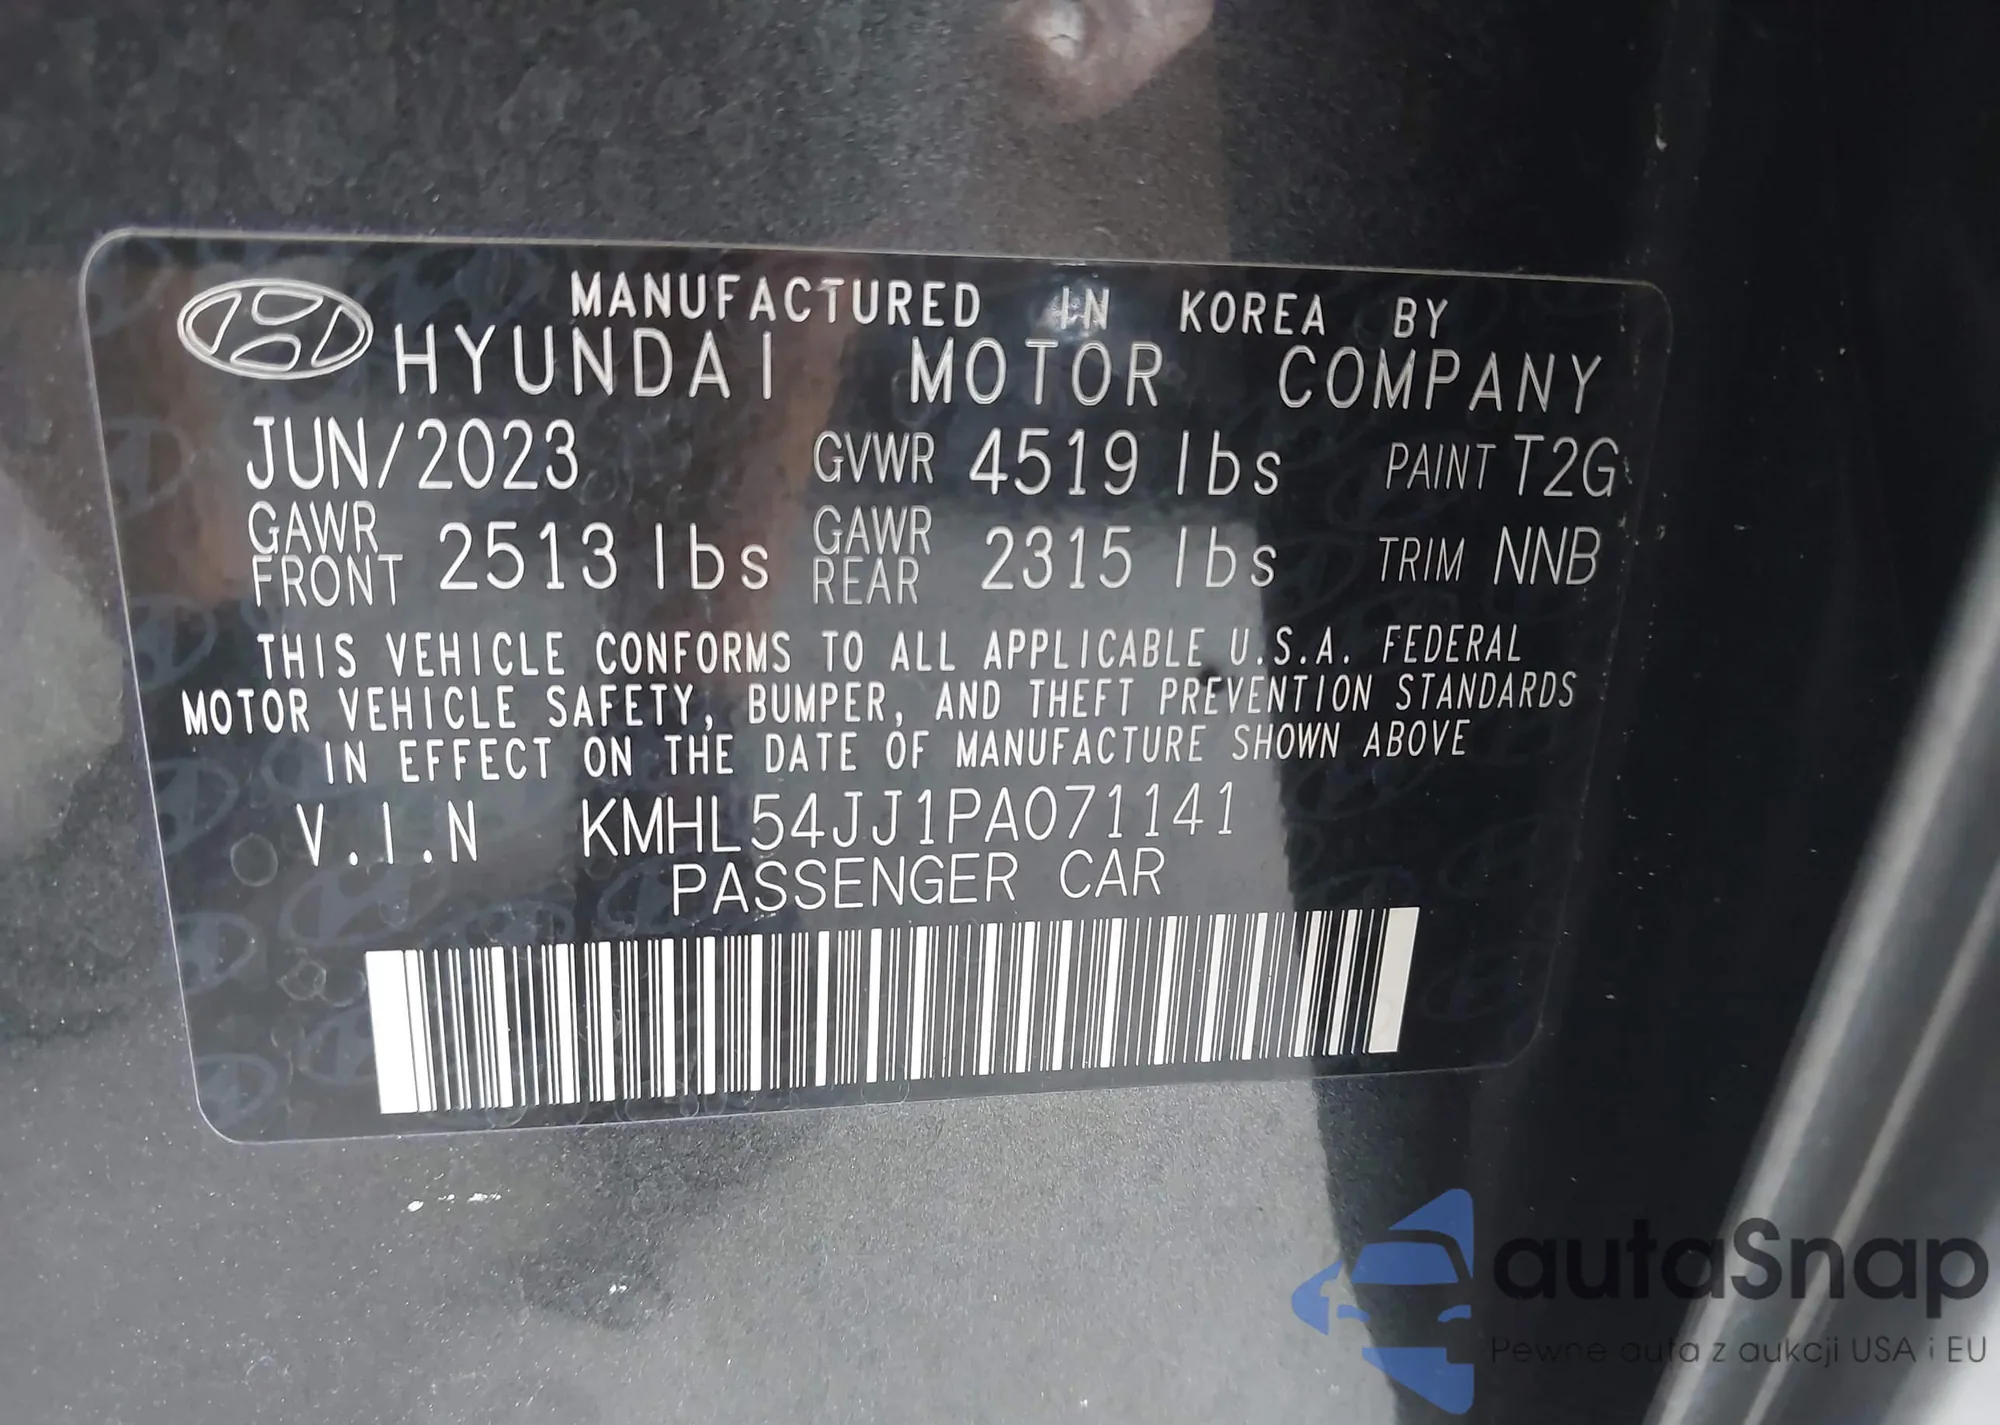 MANUFACTURED IN KOREA BY
HYUNDAI MOTOR COMPANY
JUN/2023 GVWR 4519 lbs PAINT T2G
GAWR FRONT 2513 lbs GAWR REAR 2315 lbs TRIM NNB
THIS VEHICLE CONFORMS TO ALL APPLICABLE U.S.A. FEDERAL
MOTOR VEHICLE SAFETY, BUMPER, AND THEFT PREVENTION STANDARDS
IN EFFECT ON THE DATE OF MANUFACTURE SHOWN ABOVE
V.I.N KMHL54JJ1PA071141
PASSENGER CAR
autaSnap
Pewne auta z aukcji USA i EU